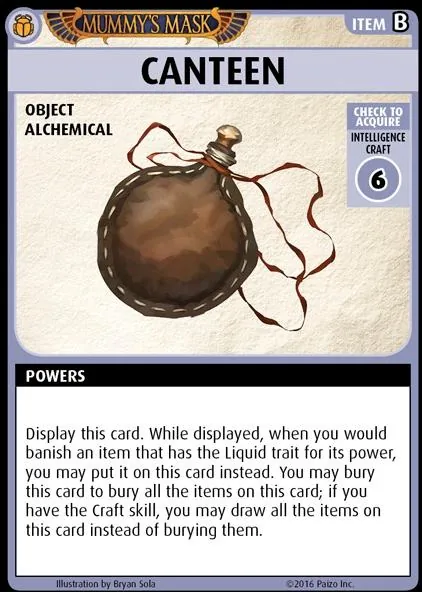 MUMMY'S MASK
ITEM B
CANTEEN
OBJECT
ALCHEMICAL
CHECK TO
ACQUIRE
INTELLIGENCE
CRAFT
6
POWERS
Display this card. While displayed, when you would
banish an item that has the Liquid trait for its power,
you may put it on this card instead. You may bury
this card to bury all the items on this card; if you
have the Craft skill, you may draw all the items on
this card instead of burying them.
Illustration by Bryan Sola ©2016 Paizo Inc.